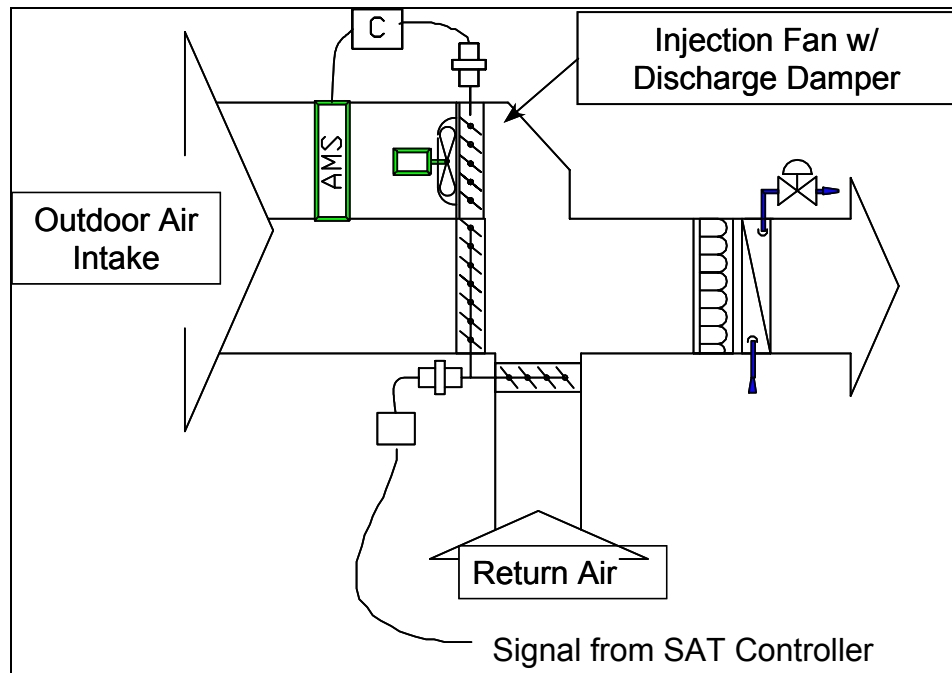 C
Injection Fan w/
Discharge Damper
AMS
Outdoor Air
Intake
Return Air
Signal from SAT Controller